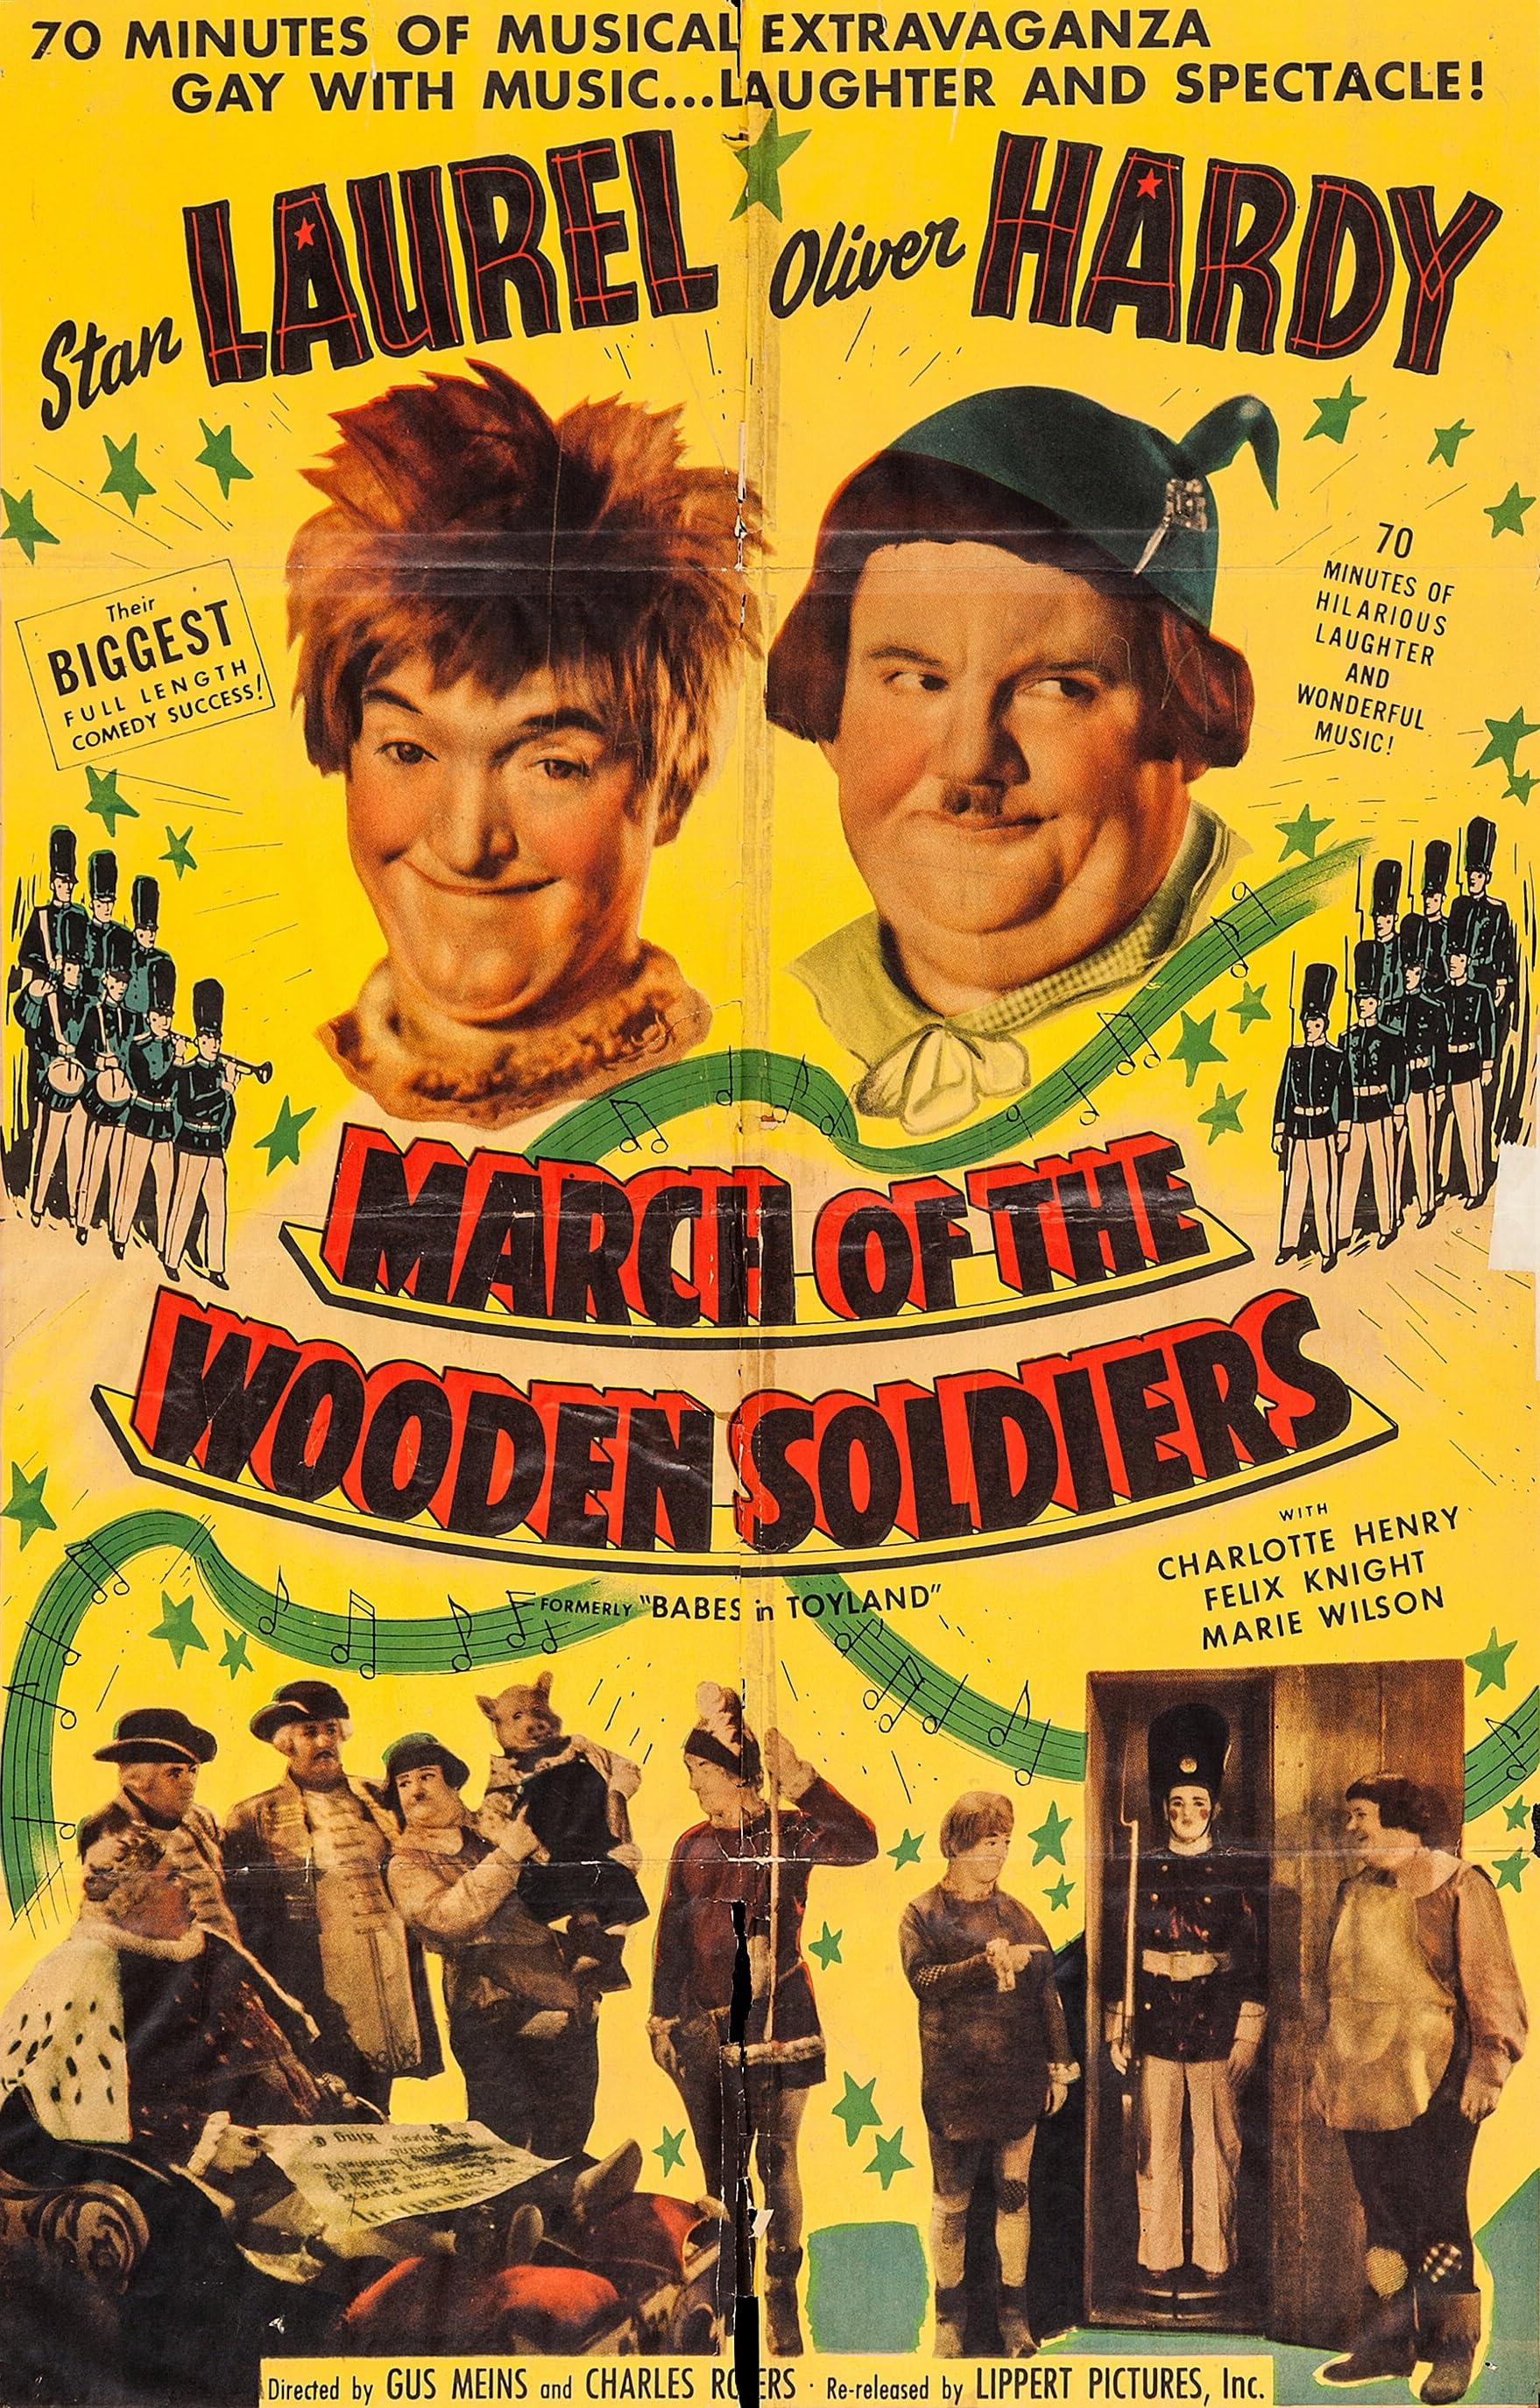 70 MINUTES OF MUSICAL EXTRAVAGANZA
GAY WITH MUSIC...LAUGHTER AND SPECTACLE!
Stan LAUREL Oliver HARDY
Their
BIGGEST
FULL LENGTH
COMEDY SUCCESS!
70
MINUTES OF
HILARIOUS
LAUGHTER
AND
WONDERFUL
MUSIC!
MARCH OF THE
WOODEN SOLDIERS
FORMERLY "BABES in TOYLAND"
WITH
CHARLOTTE HENRY
FELIX KNIGHT
MARIE WILSON
Directed by GUS MEINS and CHARLES ROGERS · Re-released by LIPPERT PICTURES, Inc.